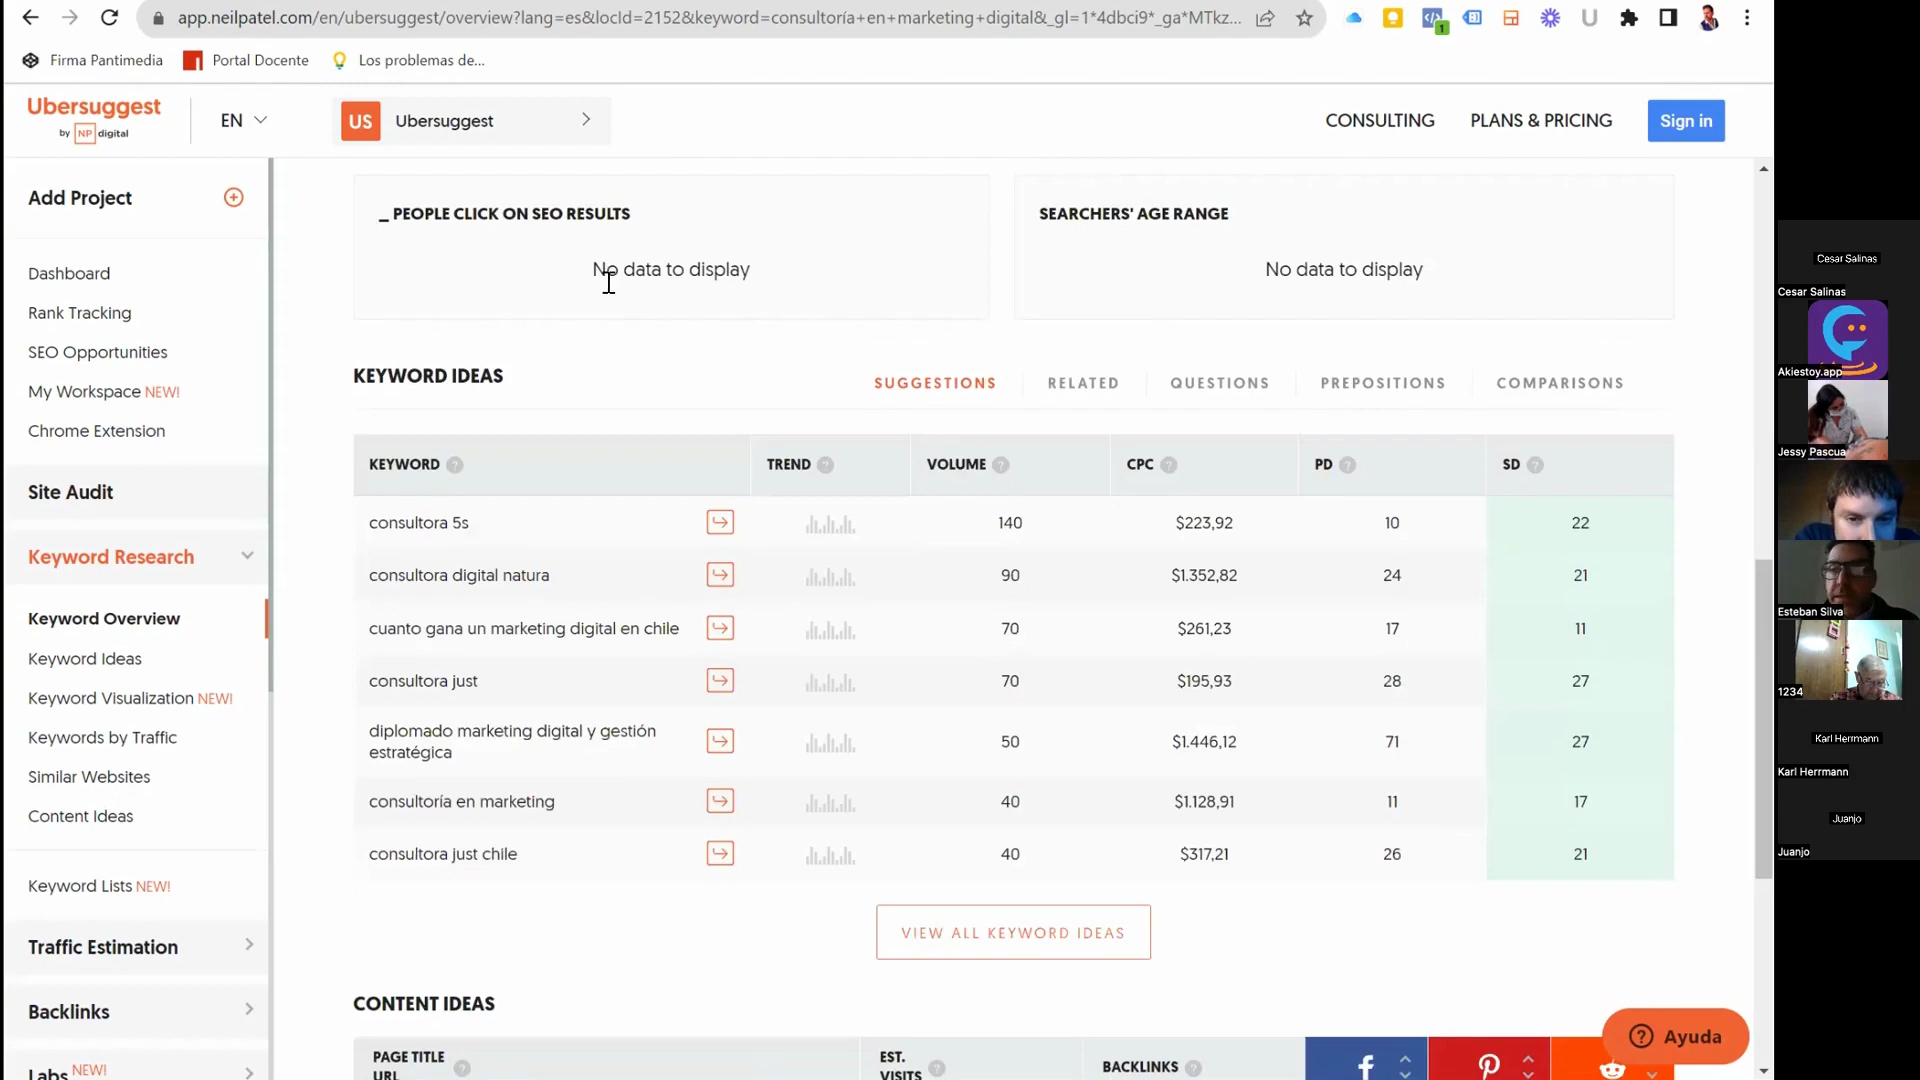 app.neilpatel.com/en/ubersuggest/overview?lang=es&locId=2152&keyword=consultoría+en+marketing+digital&_gl=1*4dbci9*_ga*MTkz...
1
Firma Pantimedia
Portal Docente
Los problemas de...
Ubersuggest
by NP digital
EN
US
Ubersuggest
CONSULTING
PLANS & PRICING
Sign in
Add Project
Dashboard
Rank Tracking
SEO Opportunities
My Workspace NEW!
Chrome Extension
Site Audit
Keyword Research
Keyword Overview
Keyword Ideas
Keyword Visualization NEW!
Keywords by Traffic
Similar Websites
Content Ideas
Keyword Lists NEW!
Traffic Estimation
Backlinks
Labs NEW!
_ PEOPLE CLICK ON SEO RESULTS
No data to display
SEARCHERS' AGE RANGE
No data to display
KEYWORD IDEAS
SUGGESTIONS
RELATED
QUESTIONS
PREPOSITIONS
COMPARISONS
KEYWORD ? TREND ? VOLUME ? CPC ? PD ? SD ?
consultora 5s 140 $223,92 10 22
consultora digital natura 90 $1.352,82 24 21
cuanto gana un marketing digital en chile 70 $261,23 17 11
consultora just 70 $195,93 28 27
diplomado marketing digital y gestión
estratégica 50 $1.446,12 71 27
consultoría en marketing 40 $1.128,91 11 17
consultora just chile 40 $317,21 26 21
VIEW ALL KEYWORD IDEAS
CONTENT IDEAS
PAGE TITLE
URL ?
EST.
VISITS ?
BACKLINKS ?
? Ayuda
Cesar Salinas
Cesar Salinas
Akiestoy.app
Jessy Pascua
Esteban Silva
1234
Karl Herrmann
Karl Herrmann
Juanjo
Juanjo